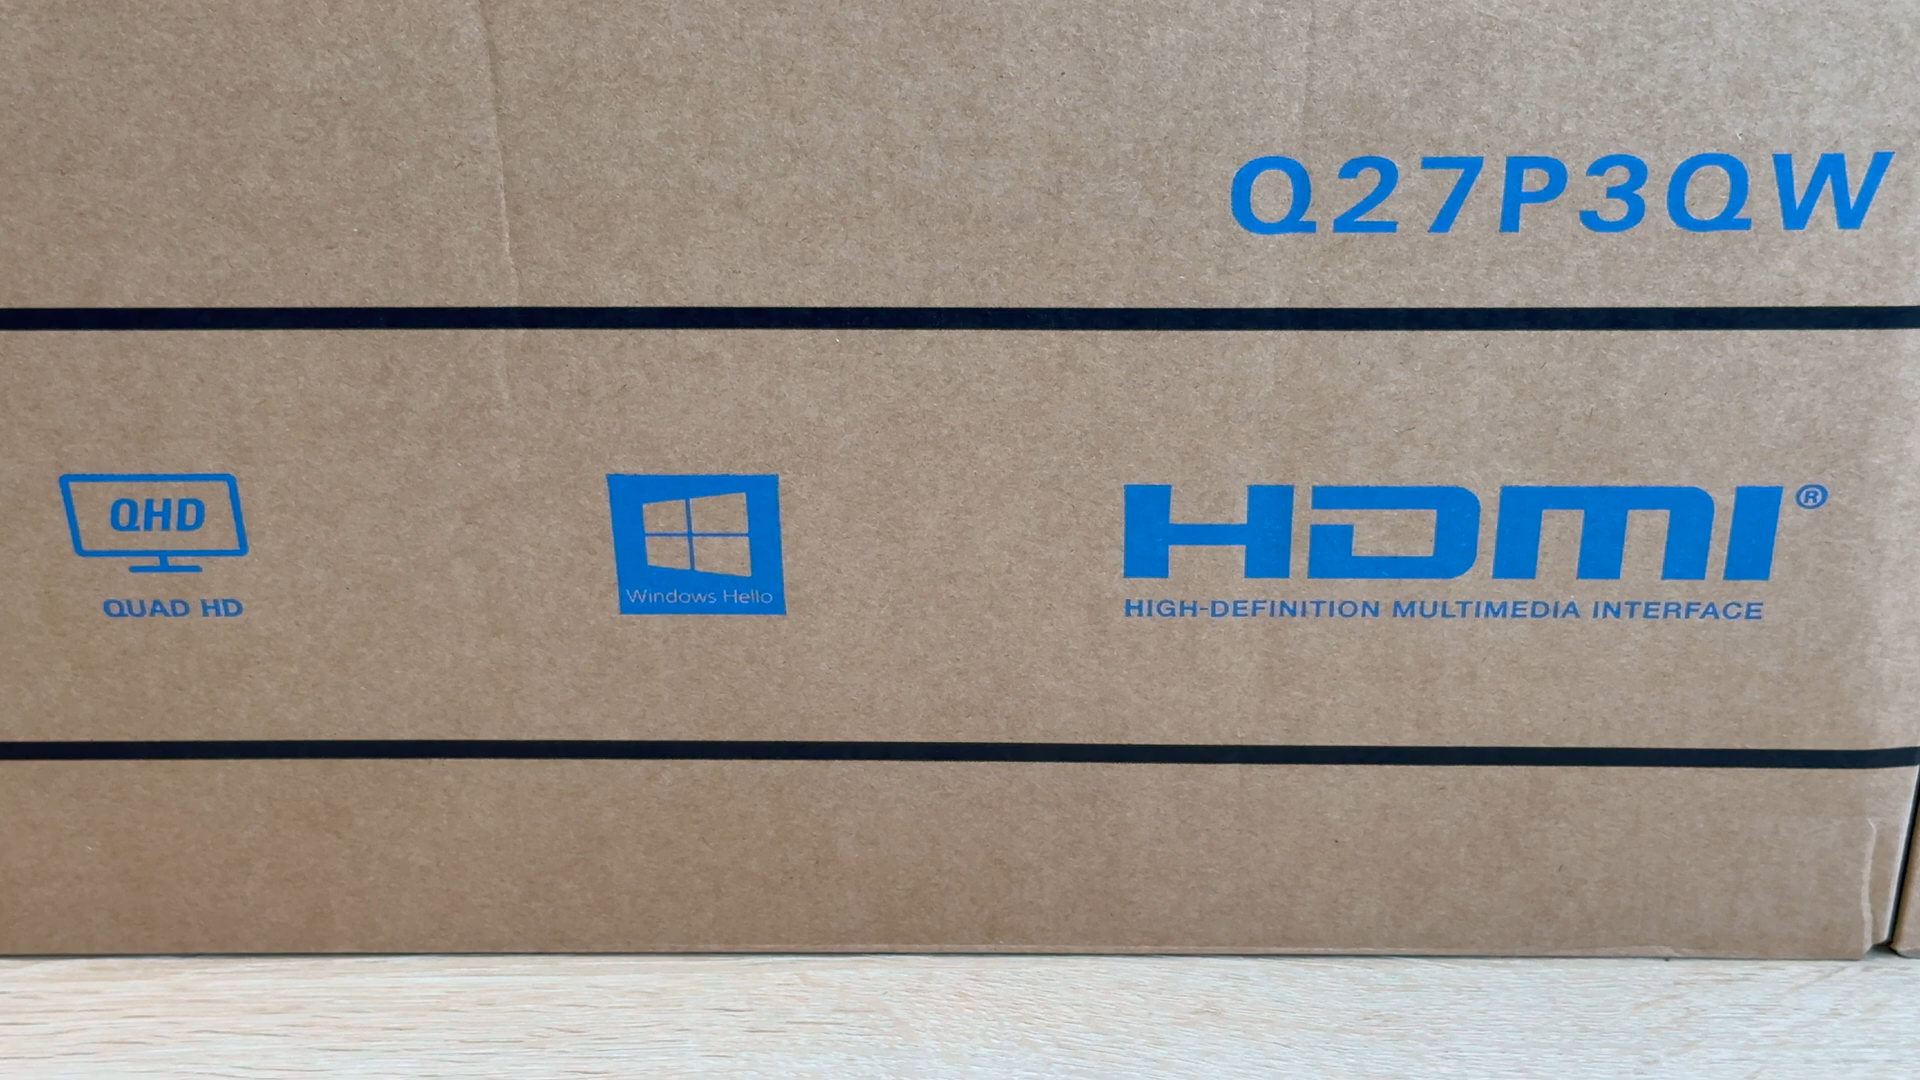 Q27P3QW
QHD
QUAD HD
Windows Hello
HDMI®
HIGH-DEFINITION MULTIMEDIA INTERFACE